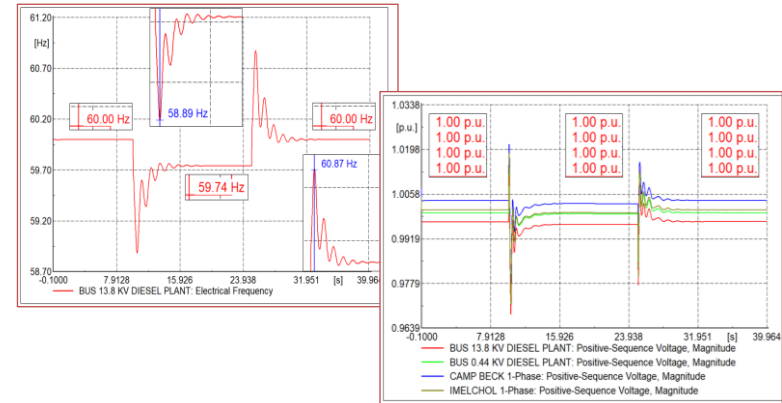 61.20
[Hz]
60.70
60.20
59.70
59.20
58.70
60.00 Hz
58.89 Hz
60.00 Hz
59.74 Hz
60.87 Hz
-0.1000 7.9128 15.926 23.938 31.951 [s] 39.964
BUS 13.8 KV DIESEL PLANT: Electrical Frequency
1.0338
[p.u.]
1.0198
1.0058
0.9919
0.9779
0.9639
1.00 p.u. 1.00 p.u. 1.00 p.u.
1.00 p.u. 1.00 p.u. 1.00 p.u.
1.00 p.u. 1.00 p.u. 1.00 p.u.
1.00 p.u. 1.00 p.u. 1.00 p.u.
-0.1000 7.9128 15.926 23.938 31.951 [s] 39.964
BUS 13.8 KV DIESEL PLANT: Positive-Sequence Voltage, Magnitude
BUS 0.44 KV DIESEL PLANT: Positive-Sequence Voltage, Magnitude
CAMP BECK 1-Phase: Positive-Sequence Voltage, Magnitude
IMELCHOL 1-Phase: Positive-Sequence Voltage, Magnitude